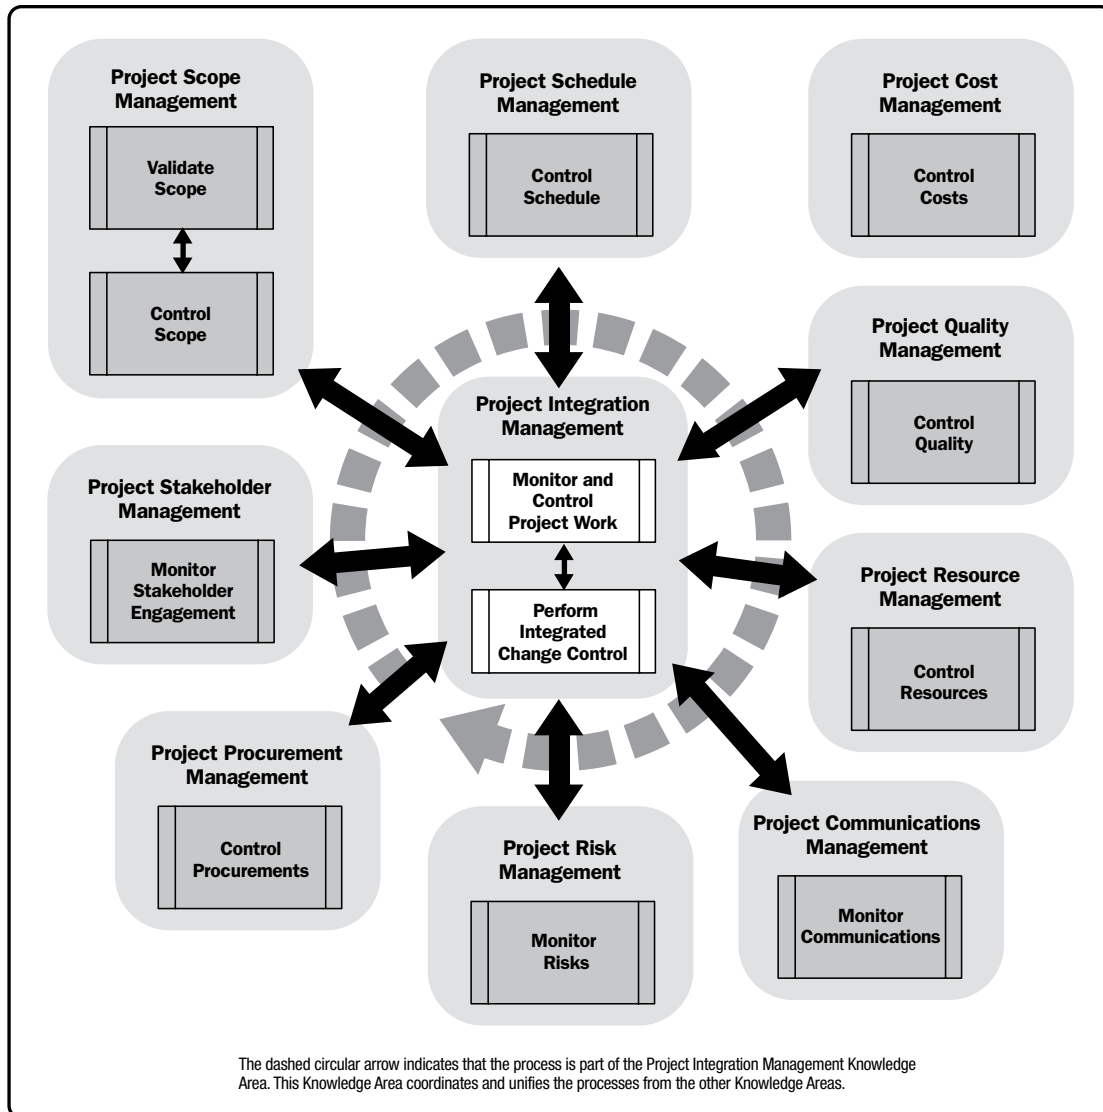 Project Scope
Management
Validate
Scope
Control
Scope
Project Schedule
Management
Control
Schedule
Project Cost
Management
Control
Costs
Project Quality
Management
Control
Quality
Project Integration
Management
Monitor and
Control
Project Work
Perform
Integrated
Change Control
Project Stakeholder
Management
Monitor
Stakeholder
Engagement
Project Resource
Management
Control
Resources
Project Procurement
Management
Control
Procurements
Project Risk
Management
Monitor
Risks
Project Communications
Management
Monitor
Communications
The dashed circular arrow indicates that the process is part of the Project Integration Management Knowledge
Area. This Knowledge Area coordinates and unifies the processes from the other Knowledge Areas.